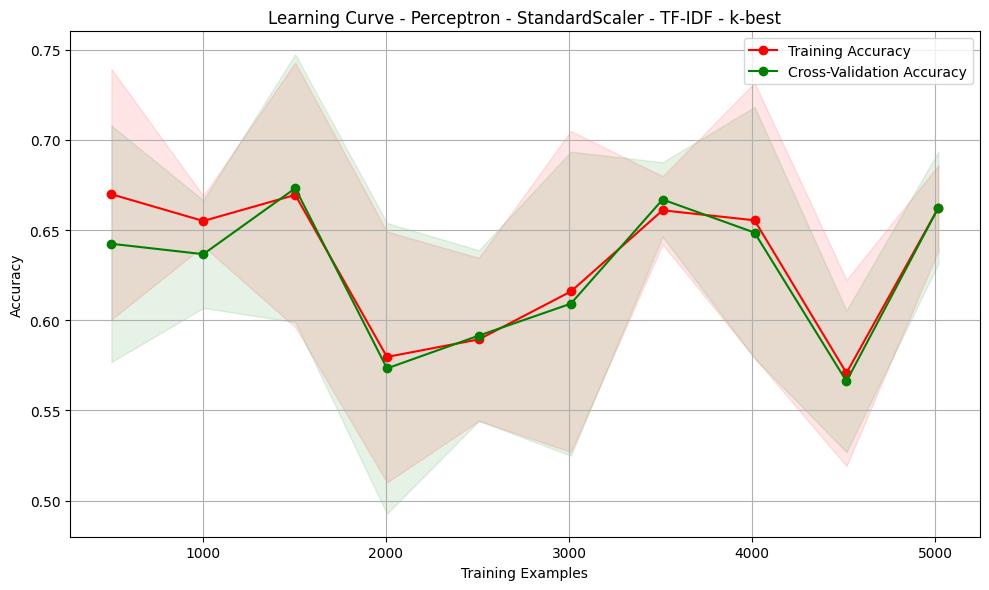 Learning Curve - Perceptron - StandardScaler - TF-IDF - k-best
Training Accuracy
Cross-Validation Accuracy
0.75
0.70
0.65
0.60
0.55
0.50
Accuracy
1000 2000 3000 4000 5000
Training Examples